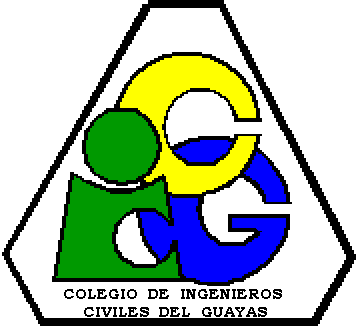 COLEGIO DE INGENIEROS
CIVILES DEL GUAYAS